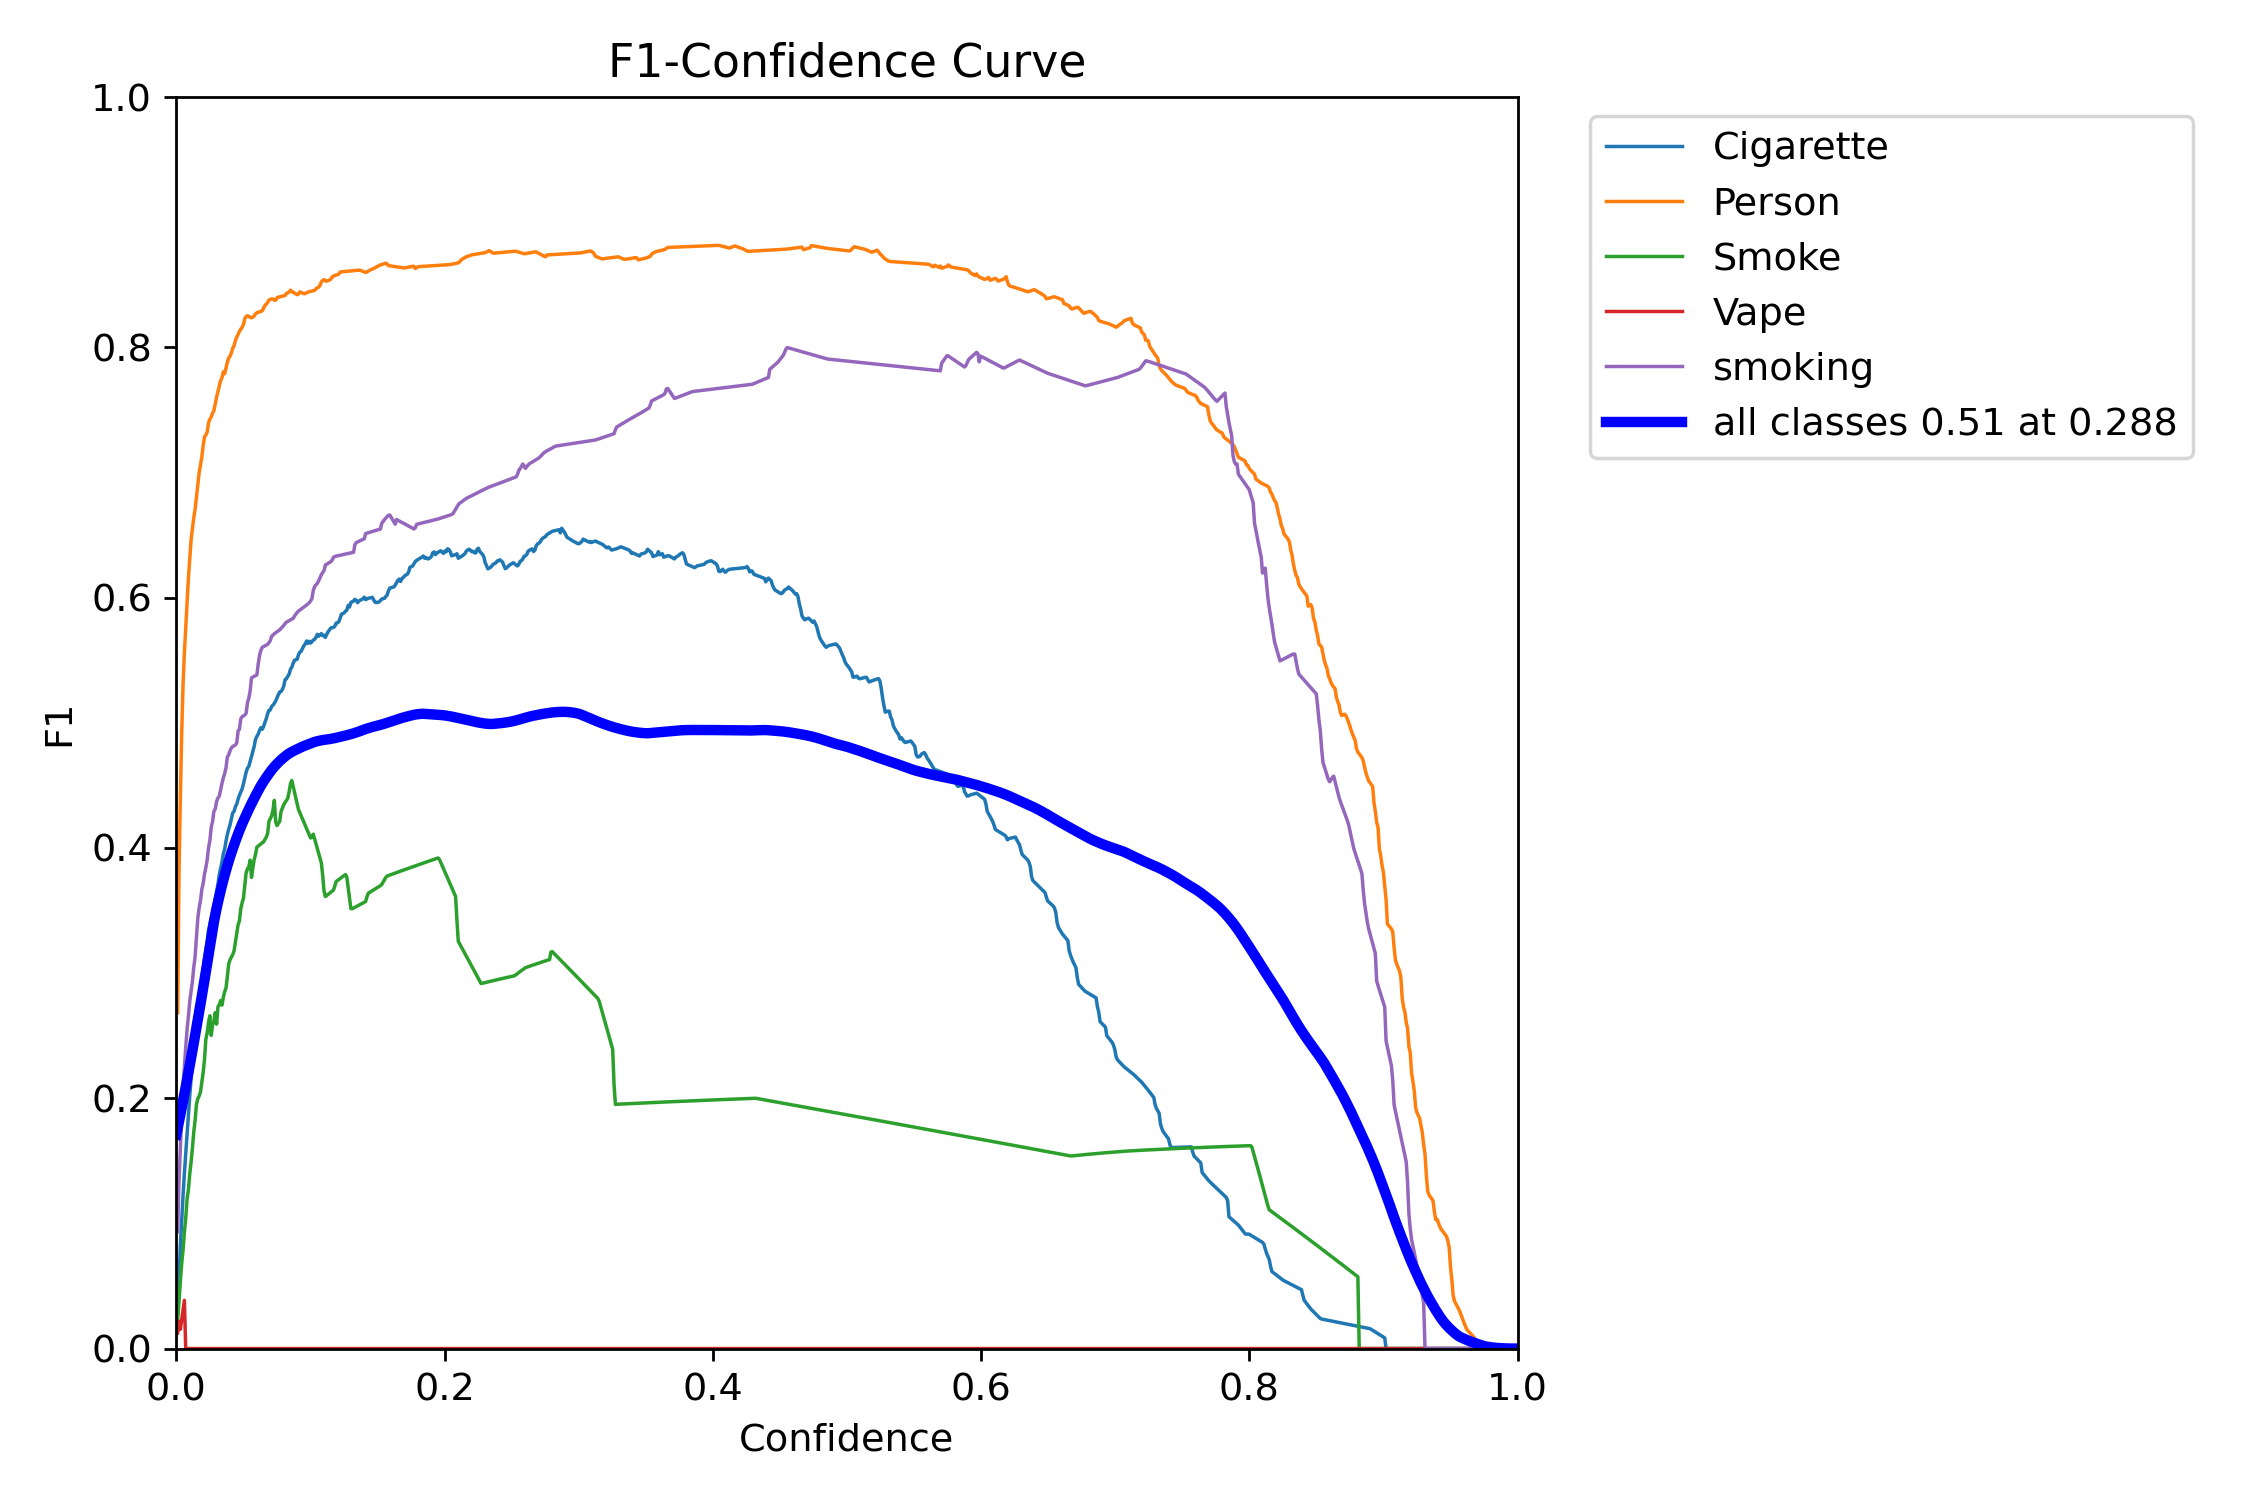 F1-Confidence Curve
1.0
0.8
0.6
0.4
0.2
0.0
F1
0.0 0.2 0.4 0.6 0.8 1.0
Confidence
Cigarette
Person
Smoke
Vape
smoking
all classes 0.51 at 0.288